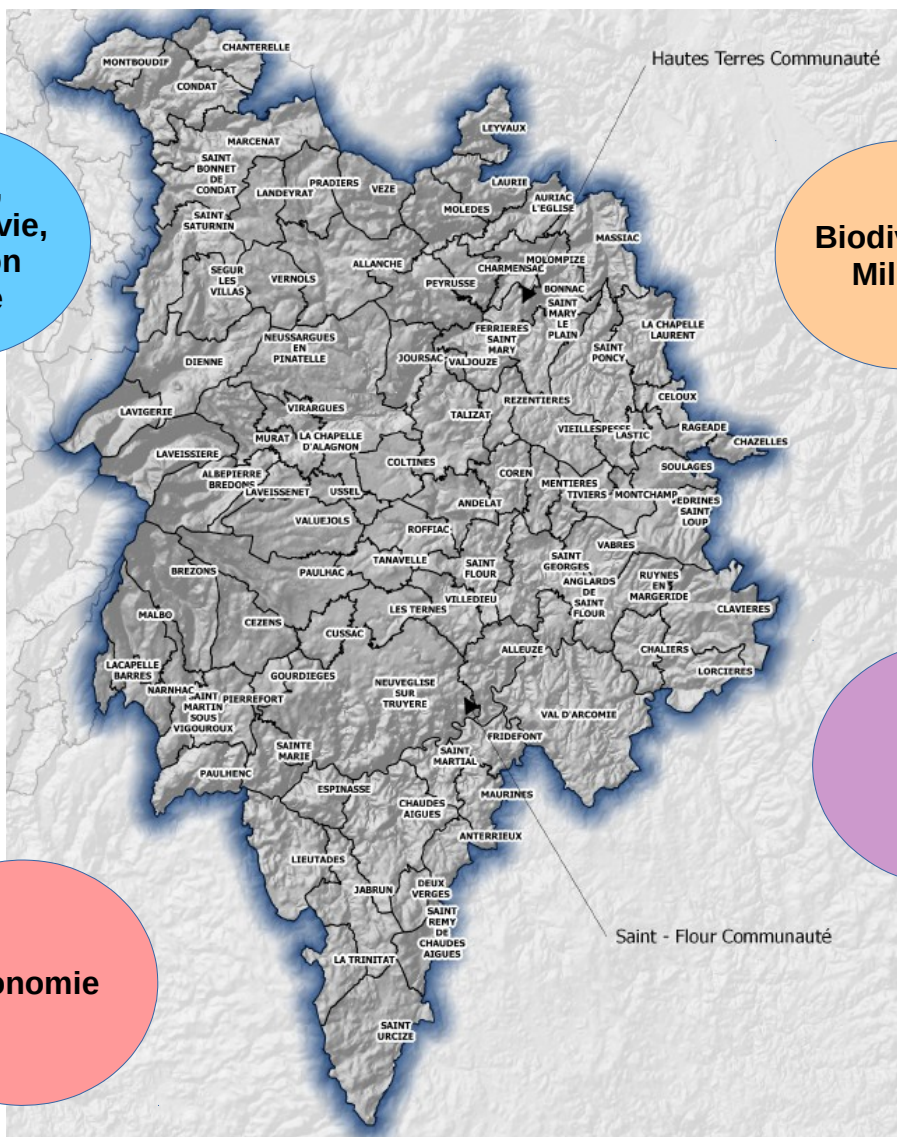 CHANTERELLE
MONTBOUDIF
CONDAT
Hautes Terres Communauté
LEYVAUX
MARCENAT
SAINT
BONNET
DE
CONDAT
LANDEYRAT
PRADIERS
VEZE
LAURIE
MOLEDES
AURIAC
L'EGLISE
SAINT
SATURNIN
MASSIAC
vie,
on
e
Biodiv
Mil
SEGUR
LES
VILLAS
VERNOLS
ALLANCHE
PEYRUSSE
CHARMENSAC
MOLOMPIZE
BONNAC
SAINT
MARY
LE
PLAIN
FERRIERES
SAINT
MARY
LA CHAPELLE
LAURENT
SAINT
PONCY
NEUSSARGUES
EN
PINATELLE
DIENNE
JOURSAC
VALJOUZE
CELOUX
REZENTIERES
LAVIGERIE
VIRARGUES
TALIZAT
RAGEADE
VIEILLESPESSE
LASTIC
CHAZELLES
MURAT
LA CHAPELLE
D'ALAGNON
LAVEISSIERE
COLTINES
SOULAGES
ALBEPIERRE
BREDONS
COREN
MENTIERES
TIVIERS
MONTCHAMP
VEDRINES
SAINT
LOUP
LAVEISSENET
USSEL
ANDELAT
VALUEJOLS
ROFFIAC
VABRES
TANAVELLE
SAINT
FLOUR
SAINT
GEORGES
BREZONS
PAULHAC
ANGLARDS
DE
SAINT
FLOUR
RUYNES
EN
MARGERIDE
VILLEDIEU
LES TERNES
CLAVIERES
MALBO
CEZENS
CUSSAC
ALLEUZE
CHALIERS
LORCIERES
LACAPELLE
BARRES
GOURDIEGES
NARNHAC
SAINT
MARTIN
SOUS
VIGOUROUX
PIERREFORT
NEUVEGLISE
SUR
TRUYERE
VAL D'ARCOMIE
FRIDEFONT
SAINTE
MARIE
SAINT
MARTIAL
PAULHENC
ESPINASSE
MAURINES
CHAUDES
AIGUES
ANTERRIEUX
LIEUTADES
JABRUN
DEUX
VERGES
SAINT
REMY
DE
CHAUDES
AIGUES
Saint - Flour Communauté
LA TRINITAT
onomie
SAINT
URCIZE